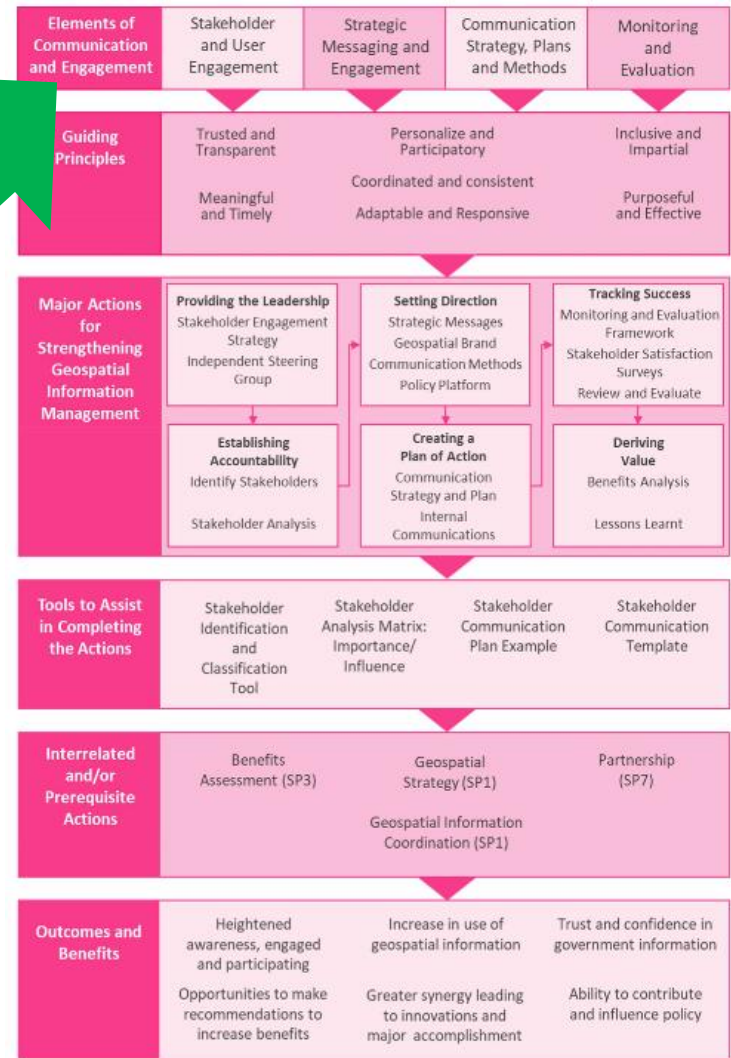 Elements of
Communication
and Engagement
Stakeholder
and User
Engagement
Strategic
Messaging and
Engagement
Communication
Strategy, Plans
and Methods
Monitoring
and
Evaluation
Guiding
Principles
Trusted and
Transparent
Meaningful
and Timely
Personalize and
Participatory
Coordinated and consistent
Adaptable and Responsive
Inclusive and
Impartial
Purposeful
and Effective
Major Actions
for
Strengthening
Geospatial
Information
Management
Providing the Leadership
Stakeholder Engagement
Strategy
Independent Steering
Group
Setting Direction
Strategic Messages
Geospatial Brand
Communication Methods
Policy Platform
Tracking Success
Monitoring and Evaluation
Framework
Stakeholder Satisfaction
Surveys
Review and Evaluate
Establishing
Accountability
Identify Stakeholders
Stakeholder Analysis
Creating a
Plan of Action
Communication
Strategy and Plan
Internal
Communications
Deriving
Value
Benefits Analysis
Lessons Learnt
Tools to Assist
in Completing
the Actions
Stakeholder
Identification
and
Classification
Tool
Stakeholder
Analysis Matrix:
Importance/
Influence
Stakeholder
Communication
Plan Example
Stakeholder
Communication
Template
Interrelated
and/or
Prerequisite
Actions
Benefits
Assessment (SP3)
Geospatial
Strategy (SP1)
Geospatial Information
Coordination (SP1)
Partnership
(SP7)
Outcomes and
Benefits
Heightened
awareness, engaged
and participating
Opportunities to make
recommendations to
increase benefits
Increase in use of
geospatial information
Greater synergy leading
to innovations and
major accomplishment
Trust and confidence in
government information
Ability to contribute
and influence policy